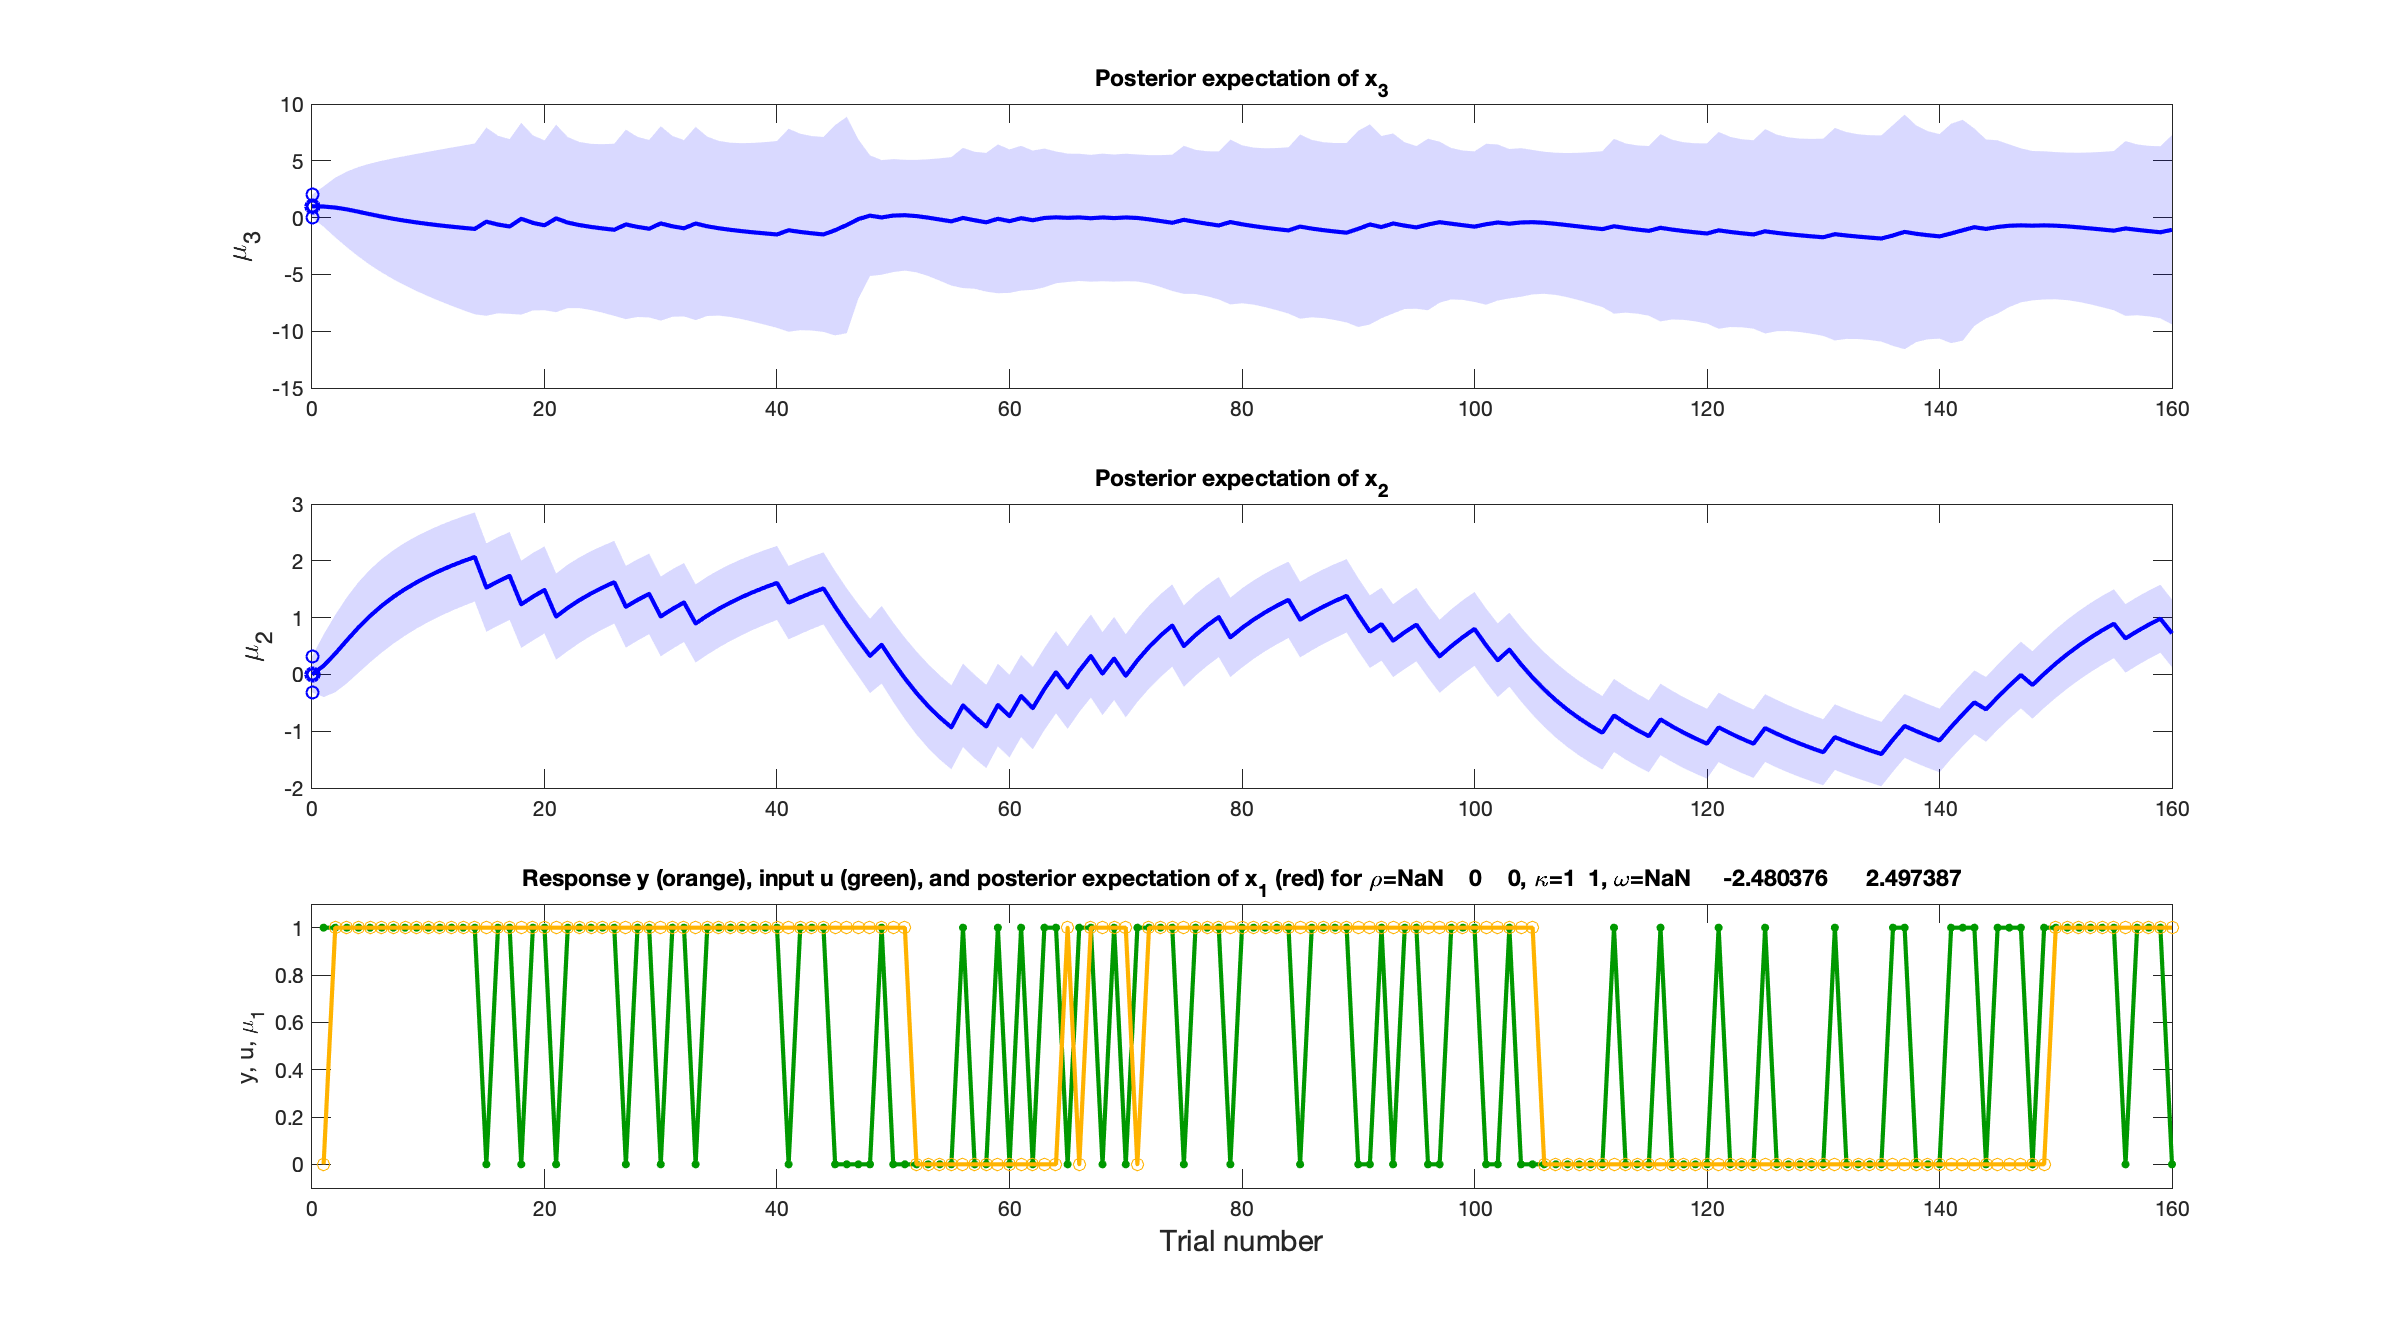 Posterior expectation of x3
10
5
0
-5
-10
-15
μ3
0 20 40 60 80 100 120 140 160
Posterior expectation of x2
3
2
1
0
-1
-2
μ2
0 20 40 60 80 100 120 140 160
Response y (orange), input u (green), and posterior expectation of x1 (red) for ρ=NaN 0 0, κ=1 1, ω=NaN -2.480376 2.497387
1
0.8
0.6
0.4
0.2
0
y, u, μ1
0 20 40 60 80 100 120 140 160
Trial number